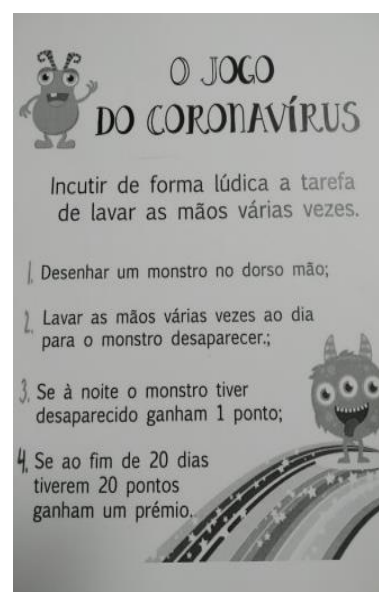 O JOGO
DO CORONAVÍRUS
Incutir de forma lúdica a tarefa
de lavar as mãos várias vezes.
1. Desenhar um monstro no dorso mão;
2. Lavar as mãos várias vezes ao dia
para o monstro desaparecer.;
3. Se à noite o monstro tiver
desaparecido ganham 1 ponto;
4. Se ao fim de 20 dias
tiverem 20 pontos
ganham um prémio.